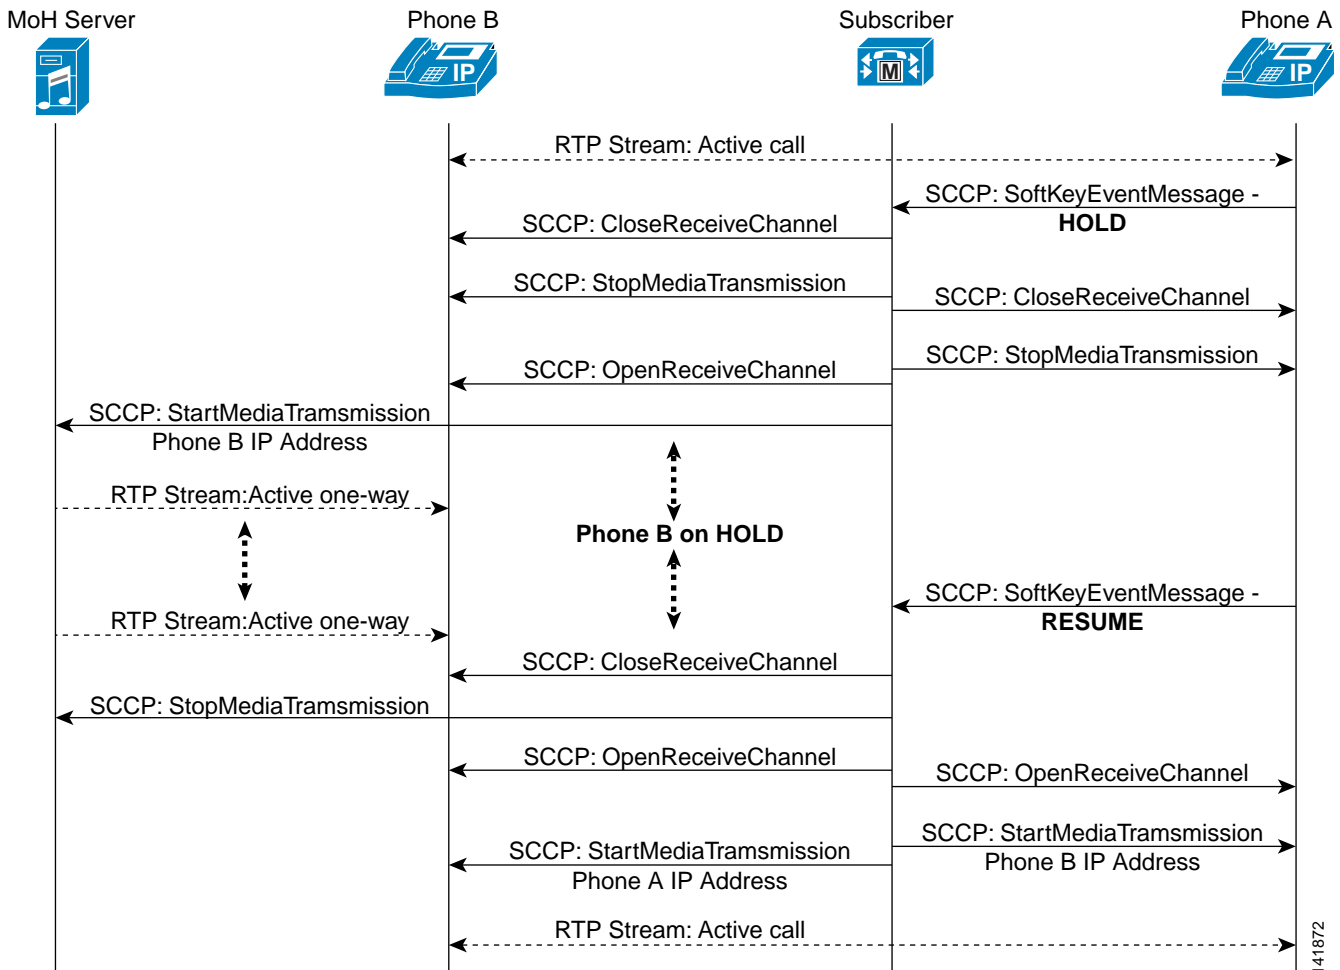 MoH Server
Phone B
Subscriber
Phone A
IP
M
IP
RTP Stream: Active call
SCCP: SoftKeyEventMessage -
HOLD
SCCP: CloseReceiveChannel
SCCP: StopMediaTransmission
SCCP: CloseReceiveChannel
SCCP: StopMediaTransmission
SCCP: OpenReceiveChannel
SCCP: StartMediaTramsmission
Phone B IP Address
RTP Stream:Active one-way
Phone B on HOLD
SCCP: SoftKeyEventMessage -
RESUME
RTP Stream:Active one-way
SCCP: CloseReceiveChannel
SCCP: StopMediaTramsmission
SCCP: OpenReceiveChannel
SCCP: OpenReceiveChannel
SCCP: StartMediaTramsmission
Phone B IP Address
SCCP: StartMediaTramsmission
Phone A IP Address
RTP Stream: Active call
141872